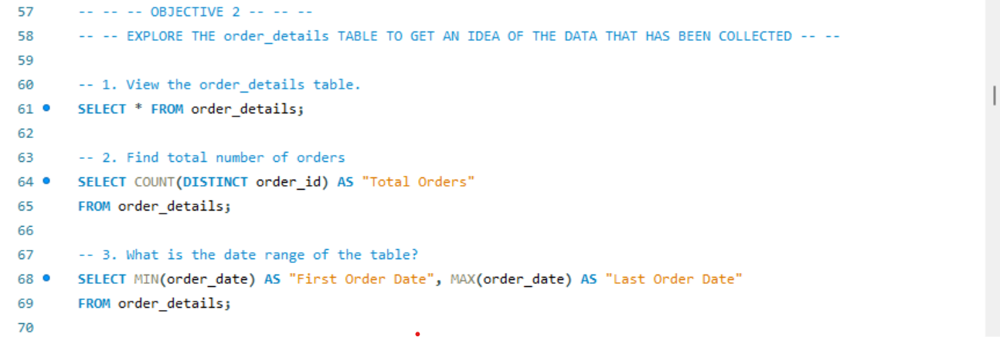 57 -- -- -- OBJECTIVE 2 -- -- --
58 -- -- EXPLORE THE order_details TABLE TO GET AN IDEA OF THE DATA THAT HAS BEEN COLLECTED -- --
59
60 -- 1. View the order_details table.
61 SELECT * FROM order_details;
62
63 -- 2. Find total number of orders
64 SELECT COUNT(DISTINCT order_id) AS "Total Orders"
65 FROM order_details;
66
67 -- 3. What is the date range of the table?
68 SELECT MIN(order_date) AS "First Order Date", MAX(order_date) AS "Last Order Date"
69 FROM order_details;
70